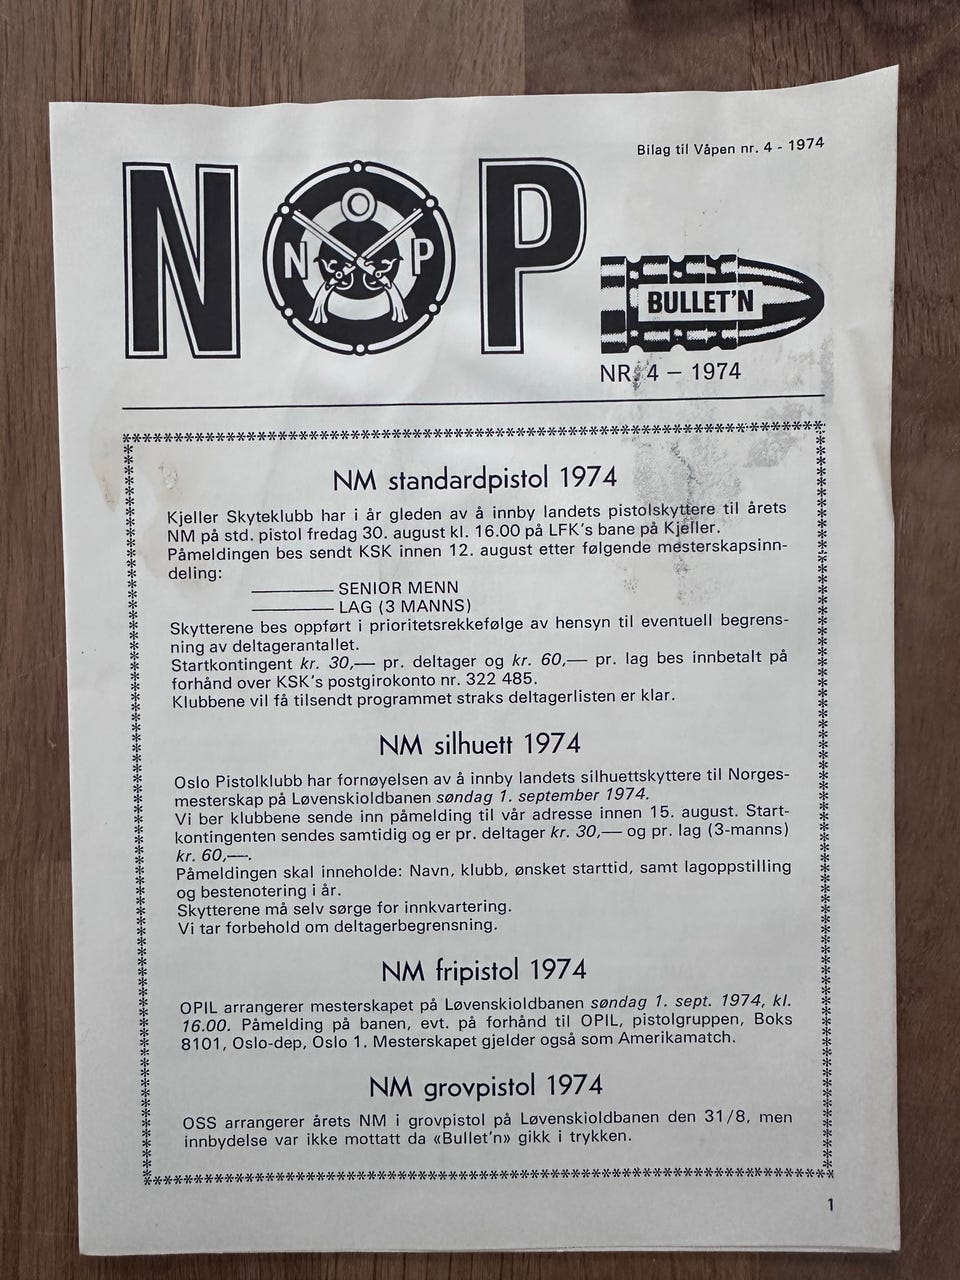 Bilag til Våpen nr. 4 - 1974
NOP
N P
BULLET'N
NR. 4 – 1974
NM standardpistol 1974
Kjeller Skyteklubb har i år gleden av å innby landets pistolskyttere til årets
NM på std. pistol fredag 30. august kl. 16.00 på LFK's bane på Kjeller.
Påmeldingen bes sendt KSK innen 12. august etter følgende mesterskapsinn-
deling:
———— SENIOR MENN
———— LAG (3 MANNS)
Skytterene bes oppført i prioritetsrekkefølge av hensyn til eventuell begrens-
ning av deltagerantallet.
Startkontingent kr. 30,— pr. deltager og kr. 60,— pr. lag bes innbetalt på
forhånd over KSK's postgirokonto nr. 322 485.
Klubbene vil få tilsendt programmet straks deltagerlisten er klar.
NM silhuett 1974
Oslo Pistolklubb har fornøyelsen av å innby landets silhuettskyttere til Norges-
mesterskap på Løvenskioldbanen søndag 1. september 1974.
Vi ber klubbene sende inn påmelding til vår adresse innen 15. august. Start-
kontingenten sendes samtidig og er pr. deltager kr. 30,— og pr. lag (3-manns)
kr. 60,—.
Påmeldingen skal inneholde: Navn, klubb, ønsket starttid, samt lagoppstilling
og bestenotering i år.
Skytterene må selv sørge for innkvartering.
Vi tar forbehold om deltagerbegrensning.
NM fripistol 1974
OPIL arrangerer mesterskapet på Løvenskioldbanen søndag 1. sept. 1974, kl.
16.00. Påmelding på banen, evt. på forhånd til OPIL, pistolgruppen, Boks
8101, Oslo-dep, Oslo 1. Mesterskapet gjelder også som Amerikamatch.
NM grovpistol 1974
OSS arrangerer årets NM i grovpistol på Løvenskioldbanen den 31/8, men
innbydelse var ikke mottatt da «Bullet'n» gikk i trykken.
1